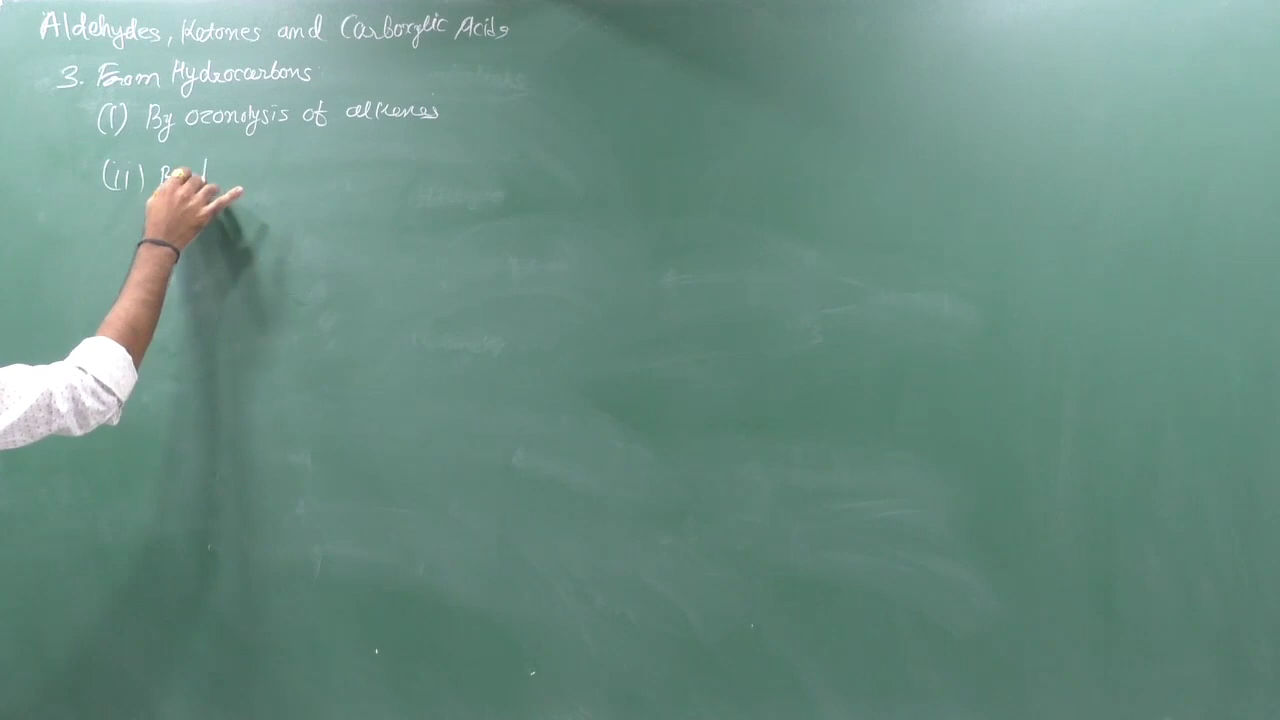 Aldehydes, Ketones and Carboxylic Acids
3. From Hydrocarbons
(i) By ozonolysis of alkenes
(ii)